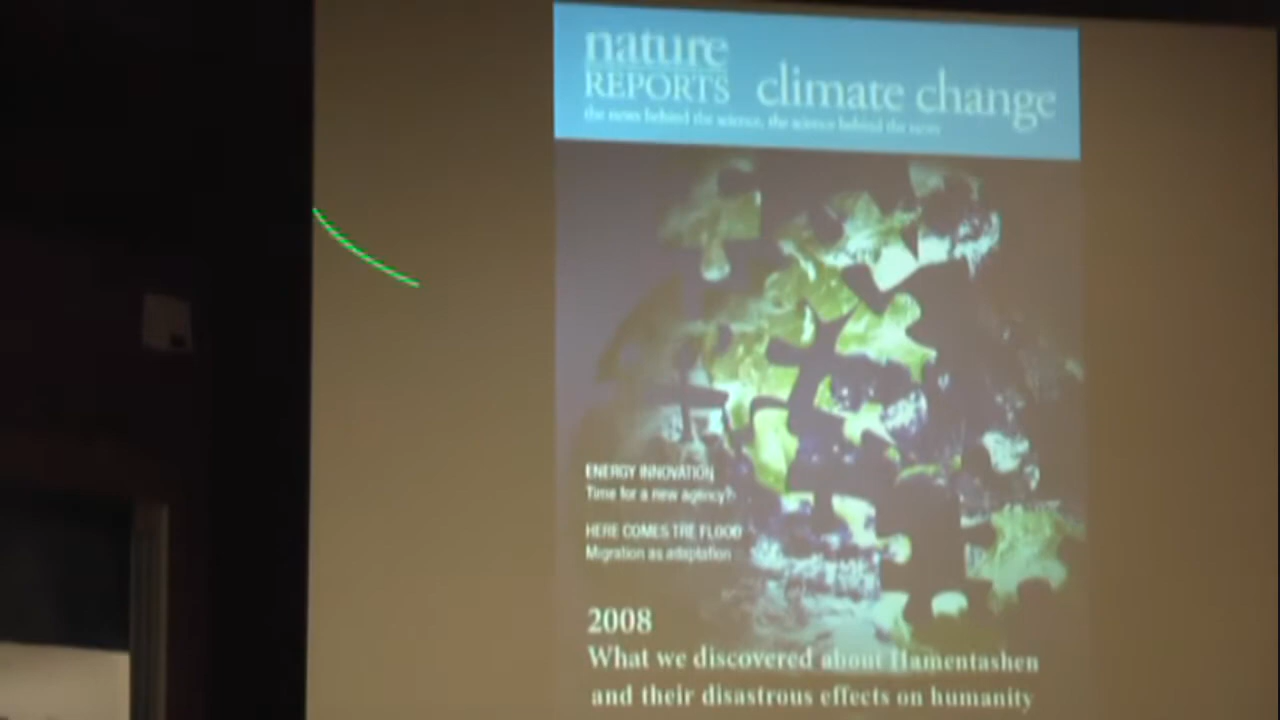 nature
REPORTS climate change
the news behind the science, the science behind the news
ENERGY INNOVATION
Time for a new agency?
HERE COMES THE FLOOD
Migration as adaptation
2008
What we discovered about Hamentashen
and their disastrous effects on humanity